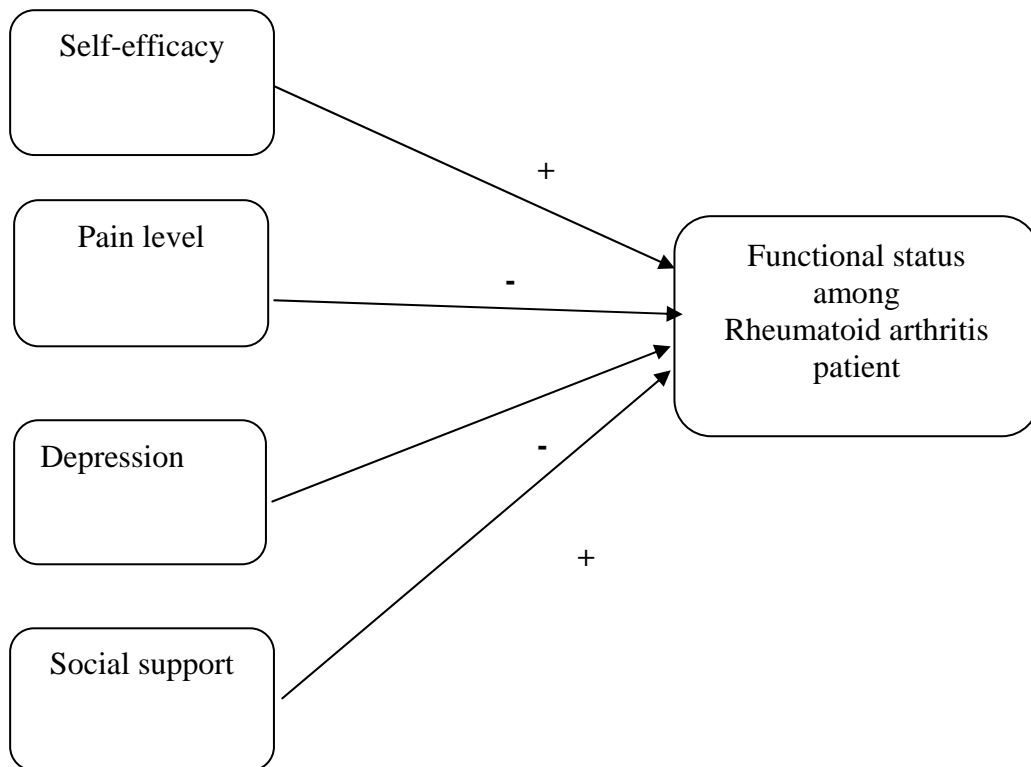 Self-efficacy
+
Pain level
-
Functional status
among
Rheumatoid arthritis
patient
Depression
-
+
Social support